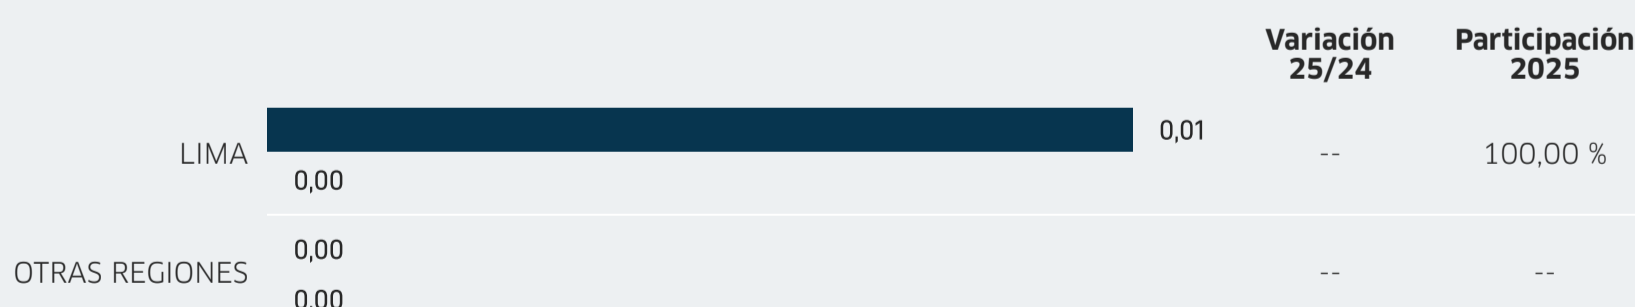 Variación Participación
25/24 2025
0,01
LIMA -- 100,00 %
0,00
0,00
OTRAS REGIONES -- --
0,00